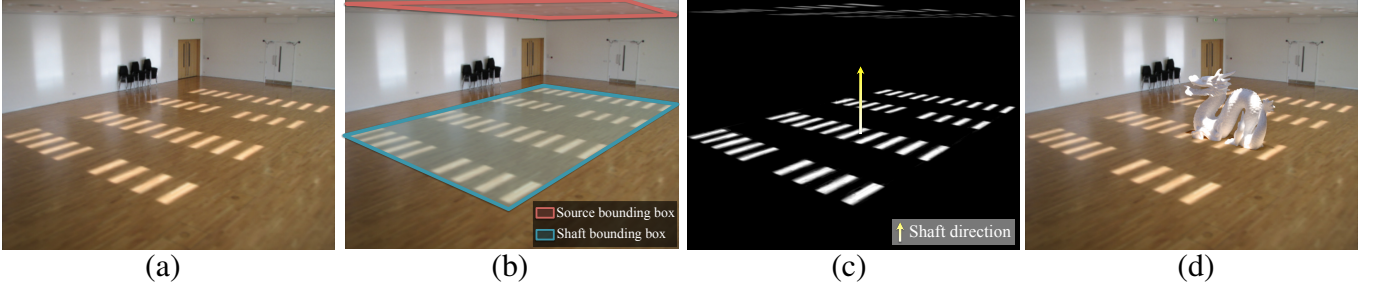 Source bounding box
Shaft bounding box
Shaft direction
(a)
(b)
(c)
(d)